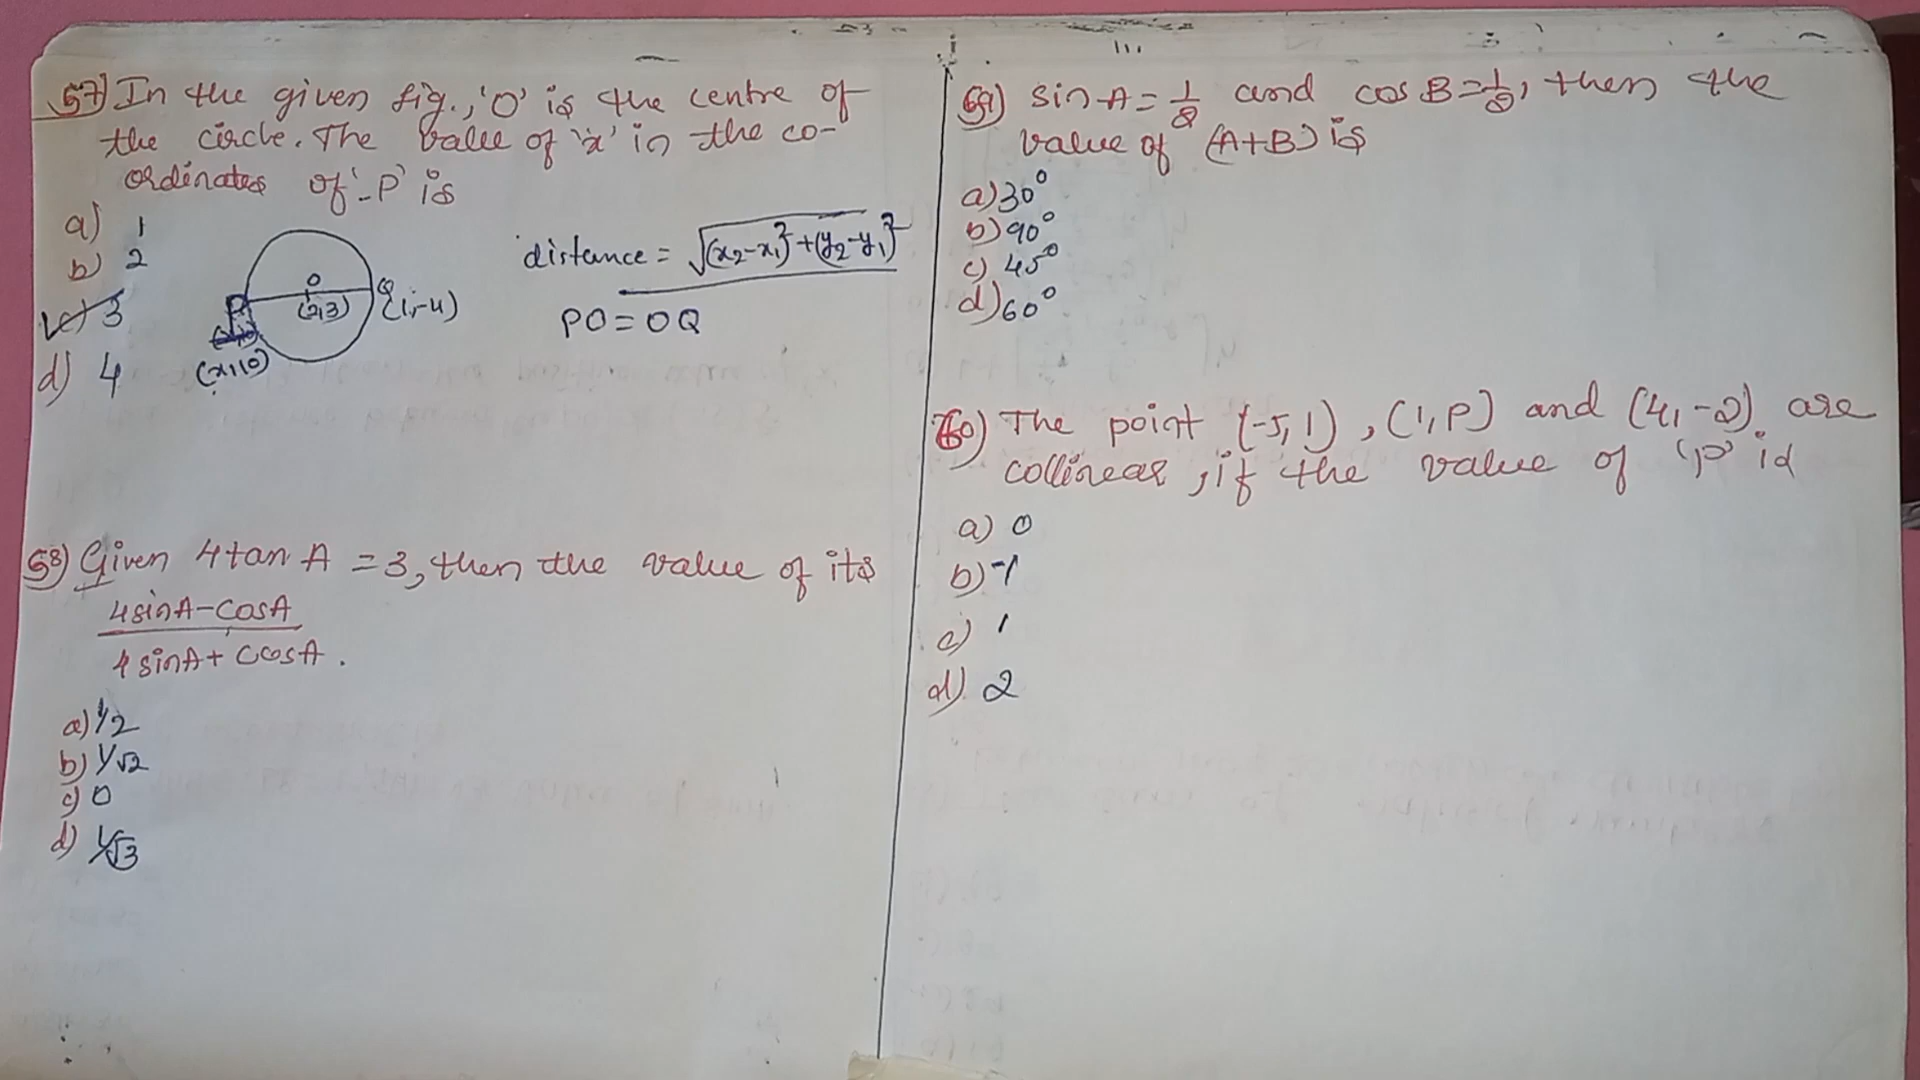 57) In the given fig., 'O' is the centre of
the circle. The value of 'x' in the co-
ordinates of 'P' is
a) 1
b) 2
c) 3
d) 4
O
(2,3)
P
(x,10)
Q(1,-4)
distance = √(x₂-x₁)²+(y₂-y₁)²
PO = OQ
58) Given 4tan A = 3, then the value of its
4sinA-cosA
4 sinA+ CosA.
a) 1/2
b) 1/√2
c) 0
d) 1/√3
59) sin A = 1/2 and cos B = 1/2, then the
value of (A+B) is
a) 30°
b) 90°
c) 45°
d) 60°
60) The point (-5,1), (1,P) and (4,-2) are
collinear, if the value of 'p' is
a) 0
b) -1
c) 1
d) 2